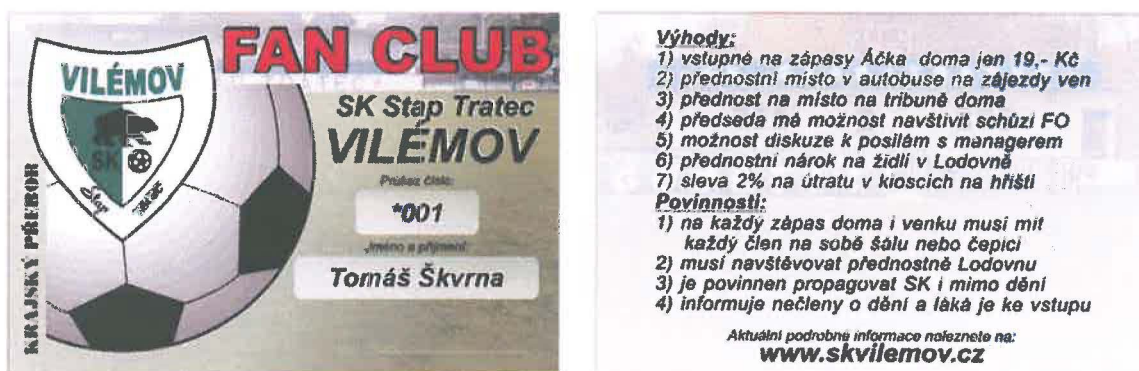 FAN CLUB
VILÉMOV
SK
Stap
KRAJSKÝ PŘEBOR
SK Stap Tratec
VILÉMOV
Průkaz číslo:
*001
Jméno a příjmení:
Tomáš Škvrna
Výhody:
1) vstupné na zápasy Áčka doma jen 19,- Kč
2) přednostní místo v autobuse na zájezdy ven
3) přednost na místo na tribuně doma
4) předseda má možnost navštívit schůzi FO
5) možnost diskuze k posilám s managerem
6) přednostní nárok na židli v Lodovně
7) sleva 2% na útratu v kioscích na hřišti
Povinnosti:
1) na každý zápas doma i venku musí mít
každý člen na sobě šálu nebo čepici
2) musí navštěvovat přednostně Lodovnu
3) je povinnen propagovat SK i mimo dění
4) informuje nečleny o dění a láká je ke vstupu
Aktuální podrobné informace naleznete na:
www.skvilemov.cz